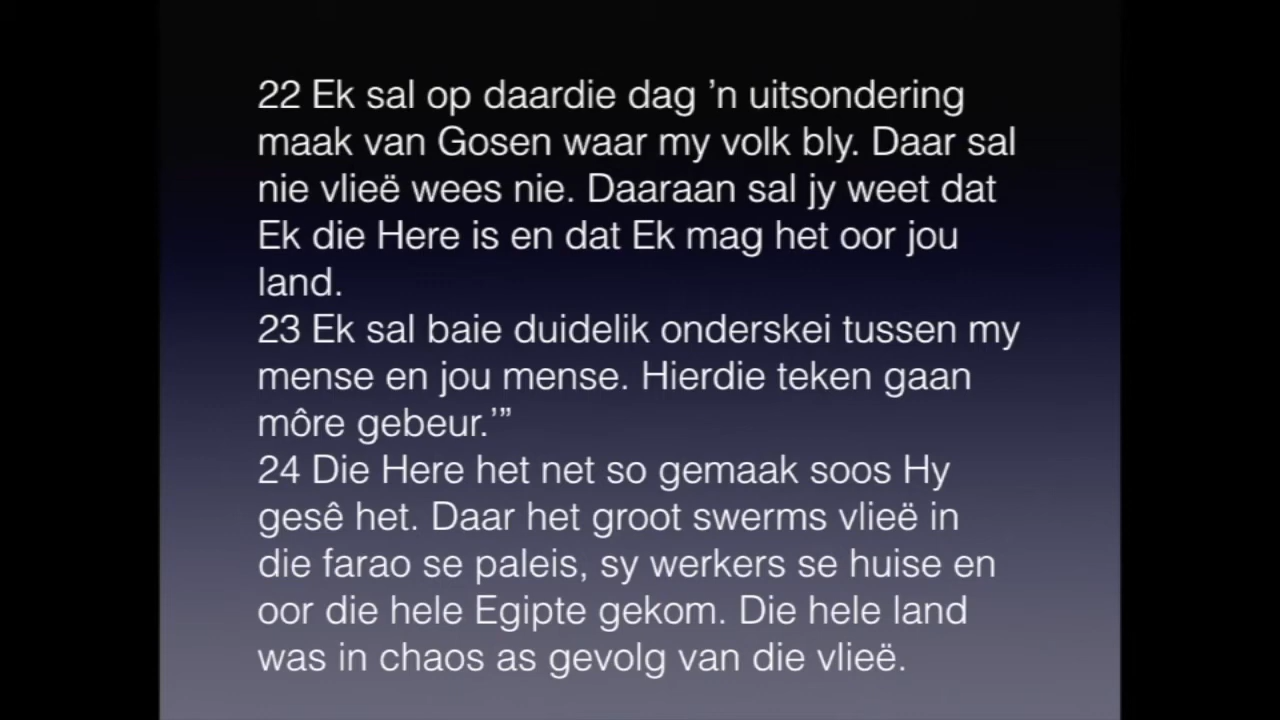 22 Ek sal op daardie dag ’n uitsondering
maak van Gosen waar my volk bly. Daar sal
nie vlieë wees nie. Daaraan sal jy weet dat
Ek die Here is en dat Ek mag het oor jou
land.
23 Ek sal baie duidelik onderskei tussen my
mense en jou mense. Hierdie teken gaan
môre gebeur.’”
24 Die Here het net so gemaak soos Hy
gesê het. Daar het groot swerms vlieë in
die farao se paleis, sy werkers se huise en
oor die hele Egipte gekom. Die hele land
was in chaos as gevolg van die vlieë.